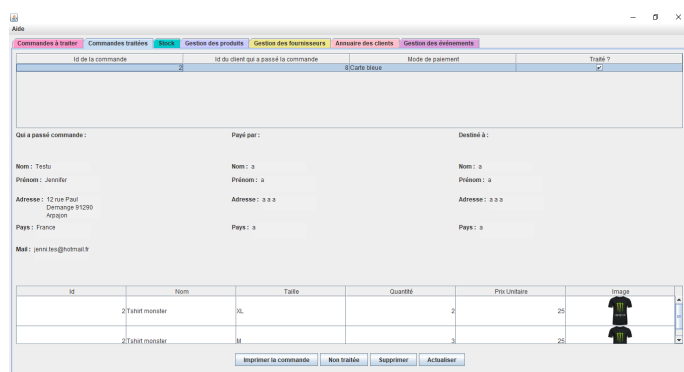 Aide
Commandes à traiter Commandes traitées Stock Gestion des produits Gestion des fournisseurs Annuaire des clients Gestion des événements
Id de la commande Id du client qui a passé la commande Mode de paiement Traité ?
2 8 Carte bleue
Qui a passé commande : Payé par : Destiné à :
Nom : Testu Nom : a Nom : a
Prénom : Jennifer Prénom : a Prénom : a
Adresse : 12 rue Paul Adresse : a a a Adresse : a a a
Demange 91290
Arpajon
Pays : France Pays : a Pays : a
Mail : jenni.tes@hotmail.fr
Id Nom Taille Quantité Prix Unitaire Image
2 Tshirt monster XL 2 25
2 Tshirt monster M 3 25
Imprimer la commande Non traitée Supprimer Actualiser